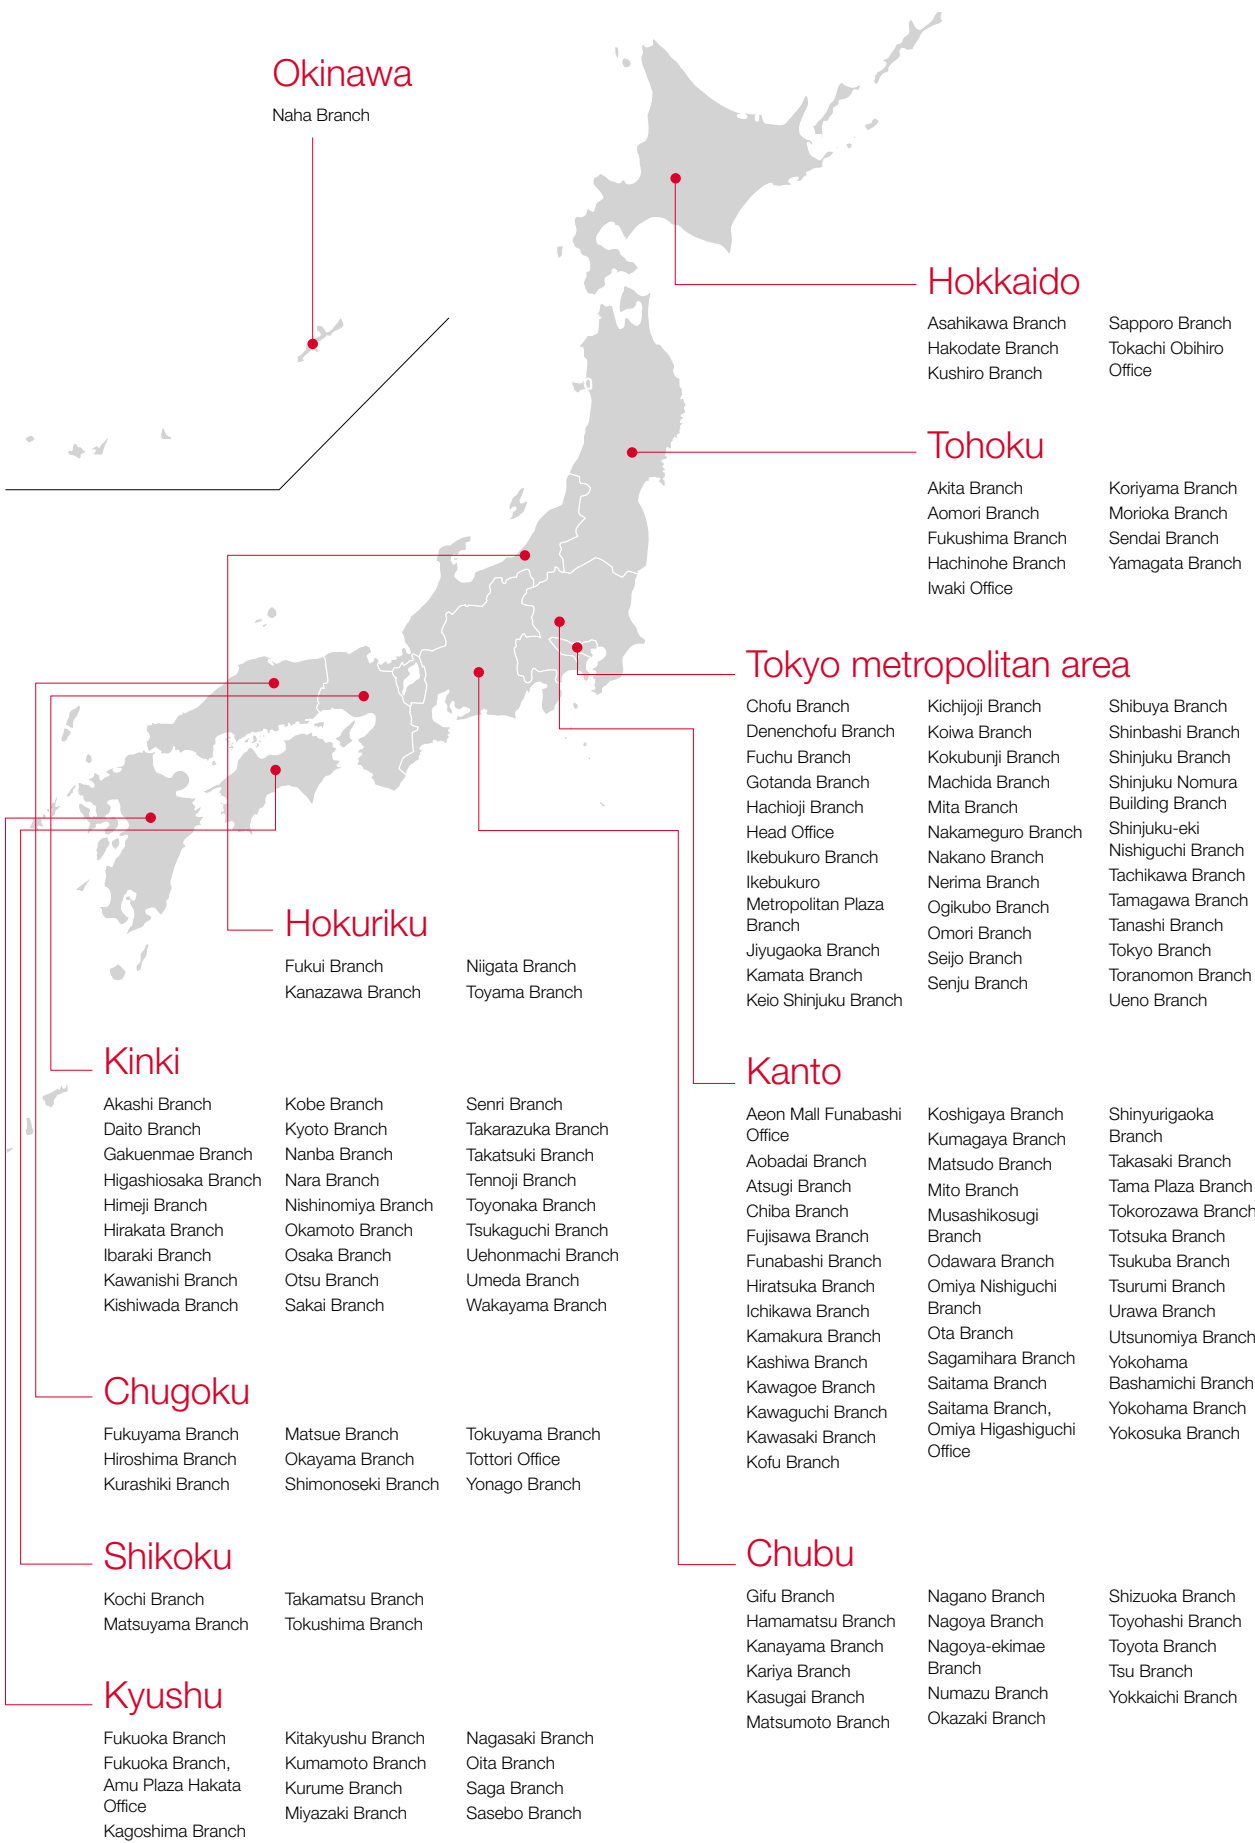 Okinawa
Naha Branch
Hokkaido
Asahikawa Branch
Hakodate Branch
Kushiro Branch
Sapporo Branch
Tokachi Obihiro
Office
Tohoku
Akita Branch
Aomori Branch
Fukushima Branch
Hachinohe Branch
Iwaki Office
Koriyama Branch
Morioka Branch
Sendai Branch
Yamagata Branch
Tokyo metropolitan area
Chofu Branch
Denenchofu Branch
Fuchu Branch
Gotanda Branch
Hachioji Branch
Head Office
Ikebukuro Branch
Ikebukuro
Metropolitan Plaza
Branch
Jiyugaoka Branch
Kamata Branch
Keio Shinjuku Branch
Kichijoji Branch
Koiwa Branch
Kokubunji Branch
Machida Branch
Mita Branch
Nakameguro Branch
Nakano Branch
Nerima Branch
Ogikubo Branch
Omori Branch
Seijo Branch
Senju Branch
Shibuya Branch
Shinbashi Branch
Shinjuku Branch
Shinjuku Nomura
Building Branch
Shinjuku-eki
Nishiguchi Branch
Tachikawa Branch
Tamagawa Branch
Tanashi Branch
Tokyo Branch
Toranomon Branch
Ueno Branch
Hokuriku
Fukui Branch
Kanazawa Branch
Niigata Branch
Toyama Branch
Kinki
Akashi Branch
Daito Branch
Gakuenmae Branch
Higashiosaka Branch
Himeji Branch
Hirakata Branch
Ibaraki Branch
Kawanishi Branch
Kishiwada Branch
Kobe Branch
Kyoto Branch
Nanba Branch
Nara Branch
Nishinomiya Branch
Okamoto Branch
Osaka Branch
Otsu Branch
Sakai Branch
Senri Branch
Takarazuka Branch
Takatsuki Branch
Tennoji Branch
Toyonaka Branch
Tsukaguchi Branch
Uehonmachi Branch
Umeda Branch
Wakayama Branch
Kanto
Aeon Mall Funabashi
Office
Aobadai Branch
Atsugi Branch
Chiba Branch
Fujisawa Branch
Funabashi Branch
Hiratsuka Branch
Ichikawa Branch
Kamakura Branch
Kashiwa Branch
Kawagoe Branch
Kawaguchi Branch
Kawasaki Branch
Kofu Branch
Koshigaya Branch
Kumagaya Branch
Matsudo Branch
Mito Branch
Musashikosugi
Branch
Odawara Branch
Omiya Nishiguchi
Branch
Ota Branch
Sagamihara Branch
Saitama Branch
Saitama Branch,
Omiya Higashiguchi
Office
Shinyurigaoka
Branch
Takasaki Branch
Tama Plaza Branch
Tokorozawa Branch
Totsuka Branch
Tsukuba Branch
Tsurumi Branch
Urawa Branch
Utsunomiya Branch
Yokohama
Bashamichi Branch
Yokohama Branch
Yokosuka Branch
Chugoku
Fukuyama Branch
Hiroshima Branch
Kurashiki Branch
Matsue Branch
Okayama Branch
Shimonoseki Branch
Tokuyama Branch
Tottori Office
Yonago Branch
Shikoku
Kochi Branch
Matsuyama Branch
Takamatsu Branch
Tokushima Branch
Chubu
Gifu Branch
Hamamatsu Branch
Kanayama Branch
Kariya Branch
Kasugai Branch
Matsumoto Branch
Nagano Branch
Nagoya Branch
Nagoya-ekimae
Branch
Numazu Branch
Okazaki Branch
Shizuoka Branch
Toyohashi Branch
Toyota Branch
Tsu Branch
Yokkaichi Branch
Kyushu
Fukuoka Branch
Fukuoka Branch,
Amu Plaza Hakata
Office
Kagoshima Branch
Kitakyushu Branch
Kumamoto Branch
Kurume Branch
Miyazaki Branch
Nagasaki Branch
Oita Branch
Saga Branch
Sasebo Branch